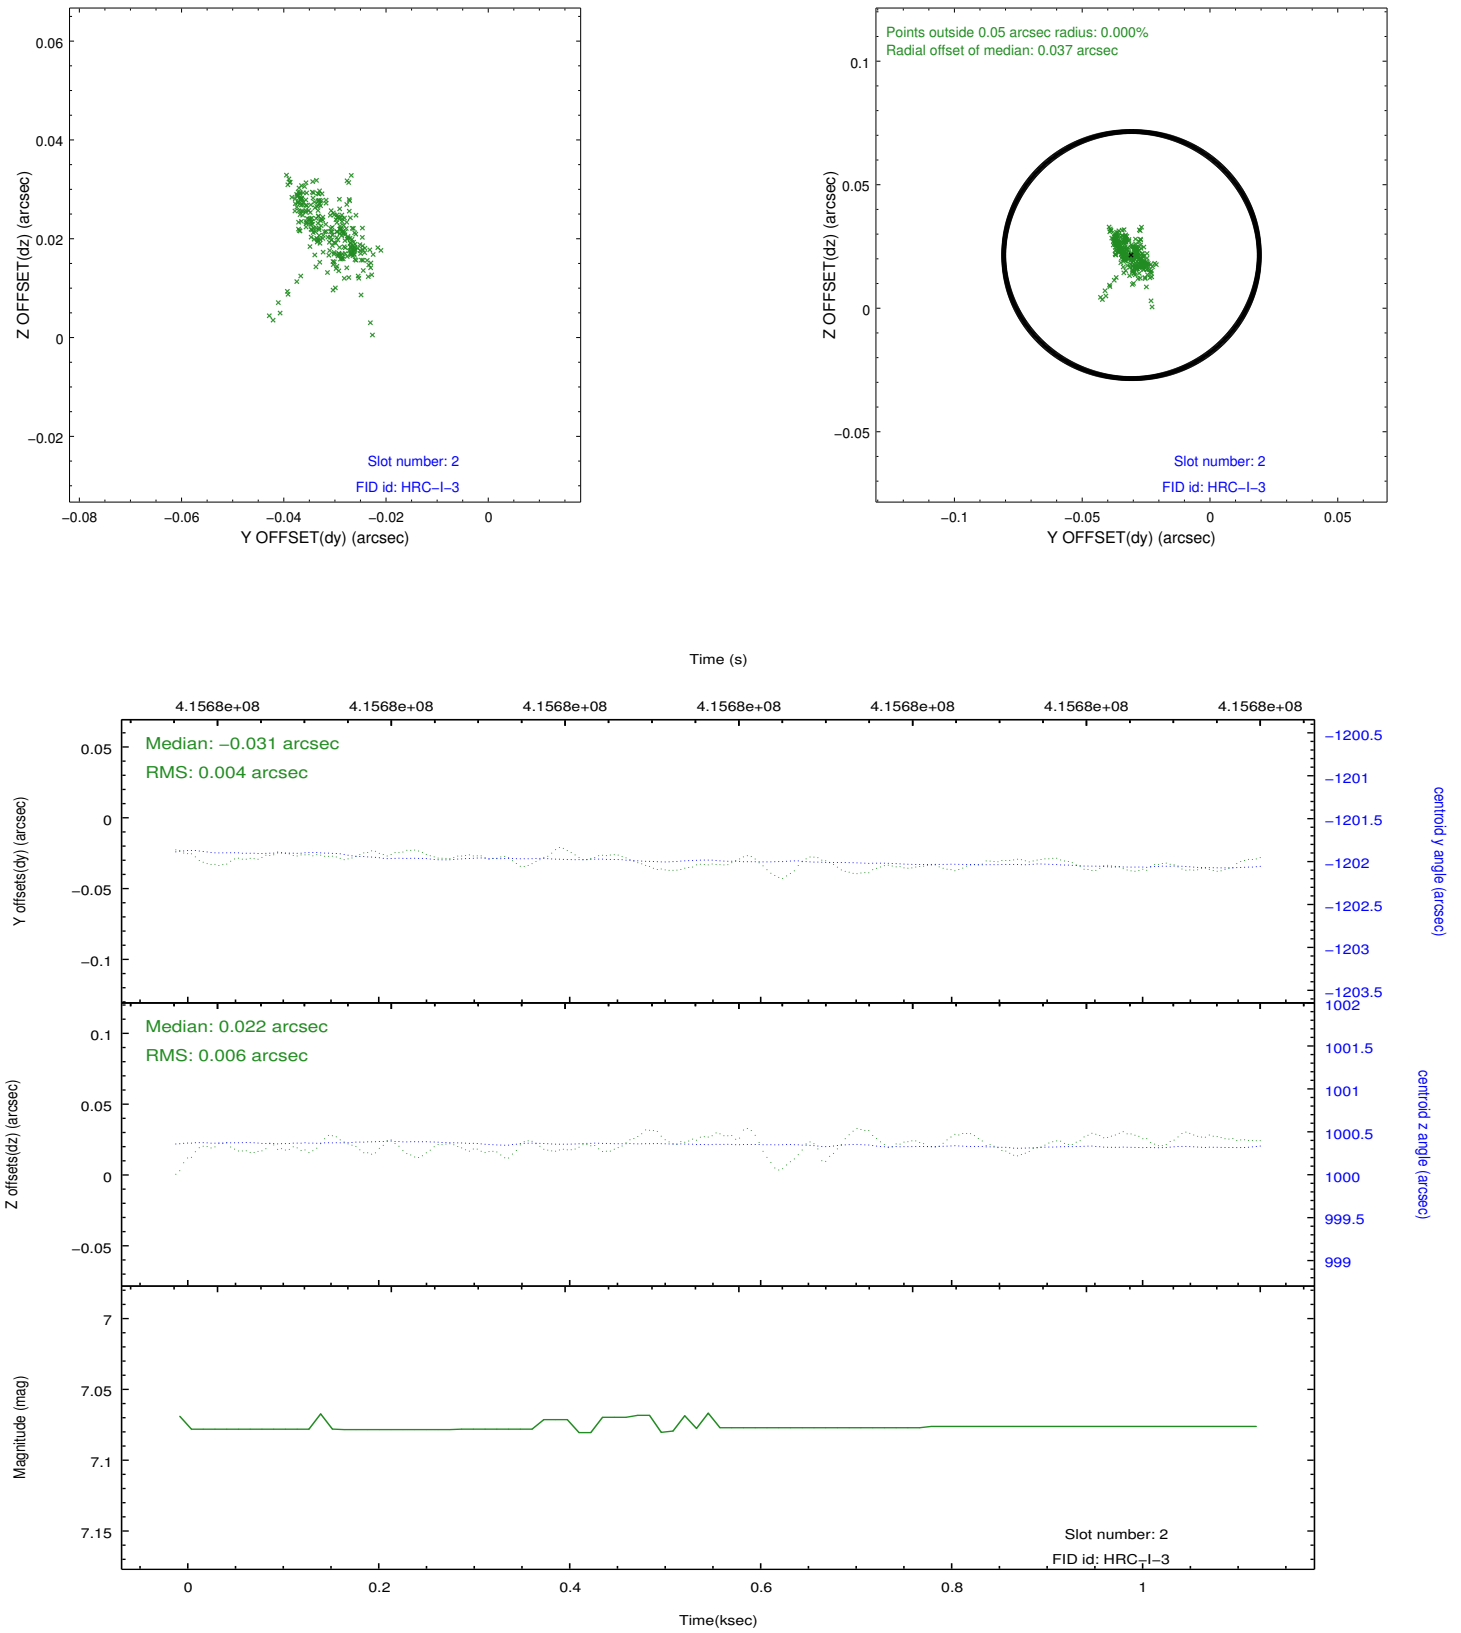 0.06
0.04
0.02
0
−0.02
Z OFFSET(dz) (arcsec)
Slot number: 2
FID id: HRC−I−3
−0.08 −0.06 −0.04 −0.02 0
Y OFFSET(dy) (arcsec)
Points outside 0.05 arcsec radius: 0.000%
Radial offset of median: 0.037 arcsec
0.1
0.05
0
−0.05
Z OFFSET(dz) (arcsec)
Slot number: 2
FID id: HRC−I−3
−0.1 −0.05 0 0.05
Y OFFSET(dy) (arcsec)
Time (s)
4.1568e+08 4.1568e+08 4.1568e+08 4.1568e+08 4.1568e+08 4.1568e+08 4.1568e+08
Median: −0.031 arcsec
RMS: 0.004 arcsec
0.05
0
−0.05
−0.1
Y offsets(dy) (arcsec)
−1200.5
−1201
−1201.5
−1202
−1202.5
−1203
−1203.5
centroid y angle (arcsec)
Median: 0.022 arcsec
RMS: 0.006 arcsec
0.1
0.05
0
−0.05
Z offsets(dz) (arcsec)
1002
1001.5
1001
1000.5
1000
999.5
999
centroid z angle (arcsec)
7
7.05
7.1
7.15
Magnitude (mag)
Slot number: 2
FID id: HRC−I−3
0 0.2 0.4 0.6 0.8 1
Time(ksec)